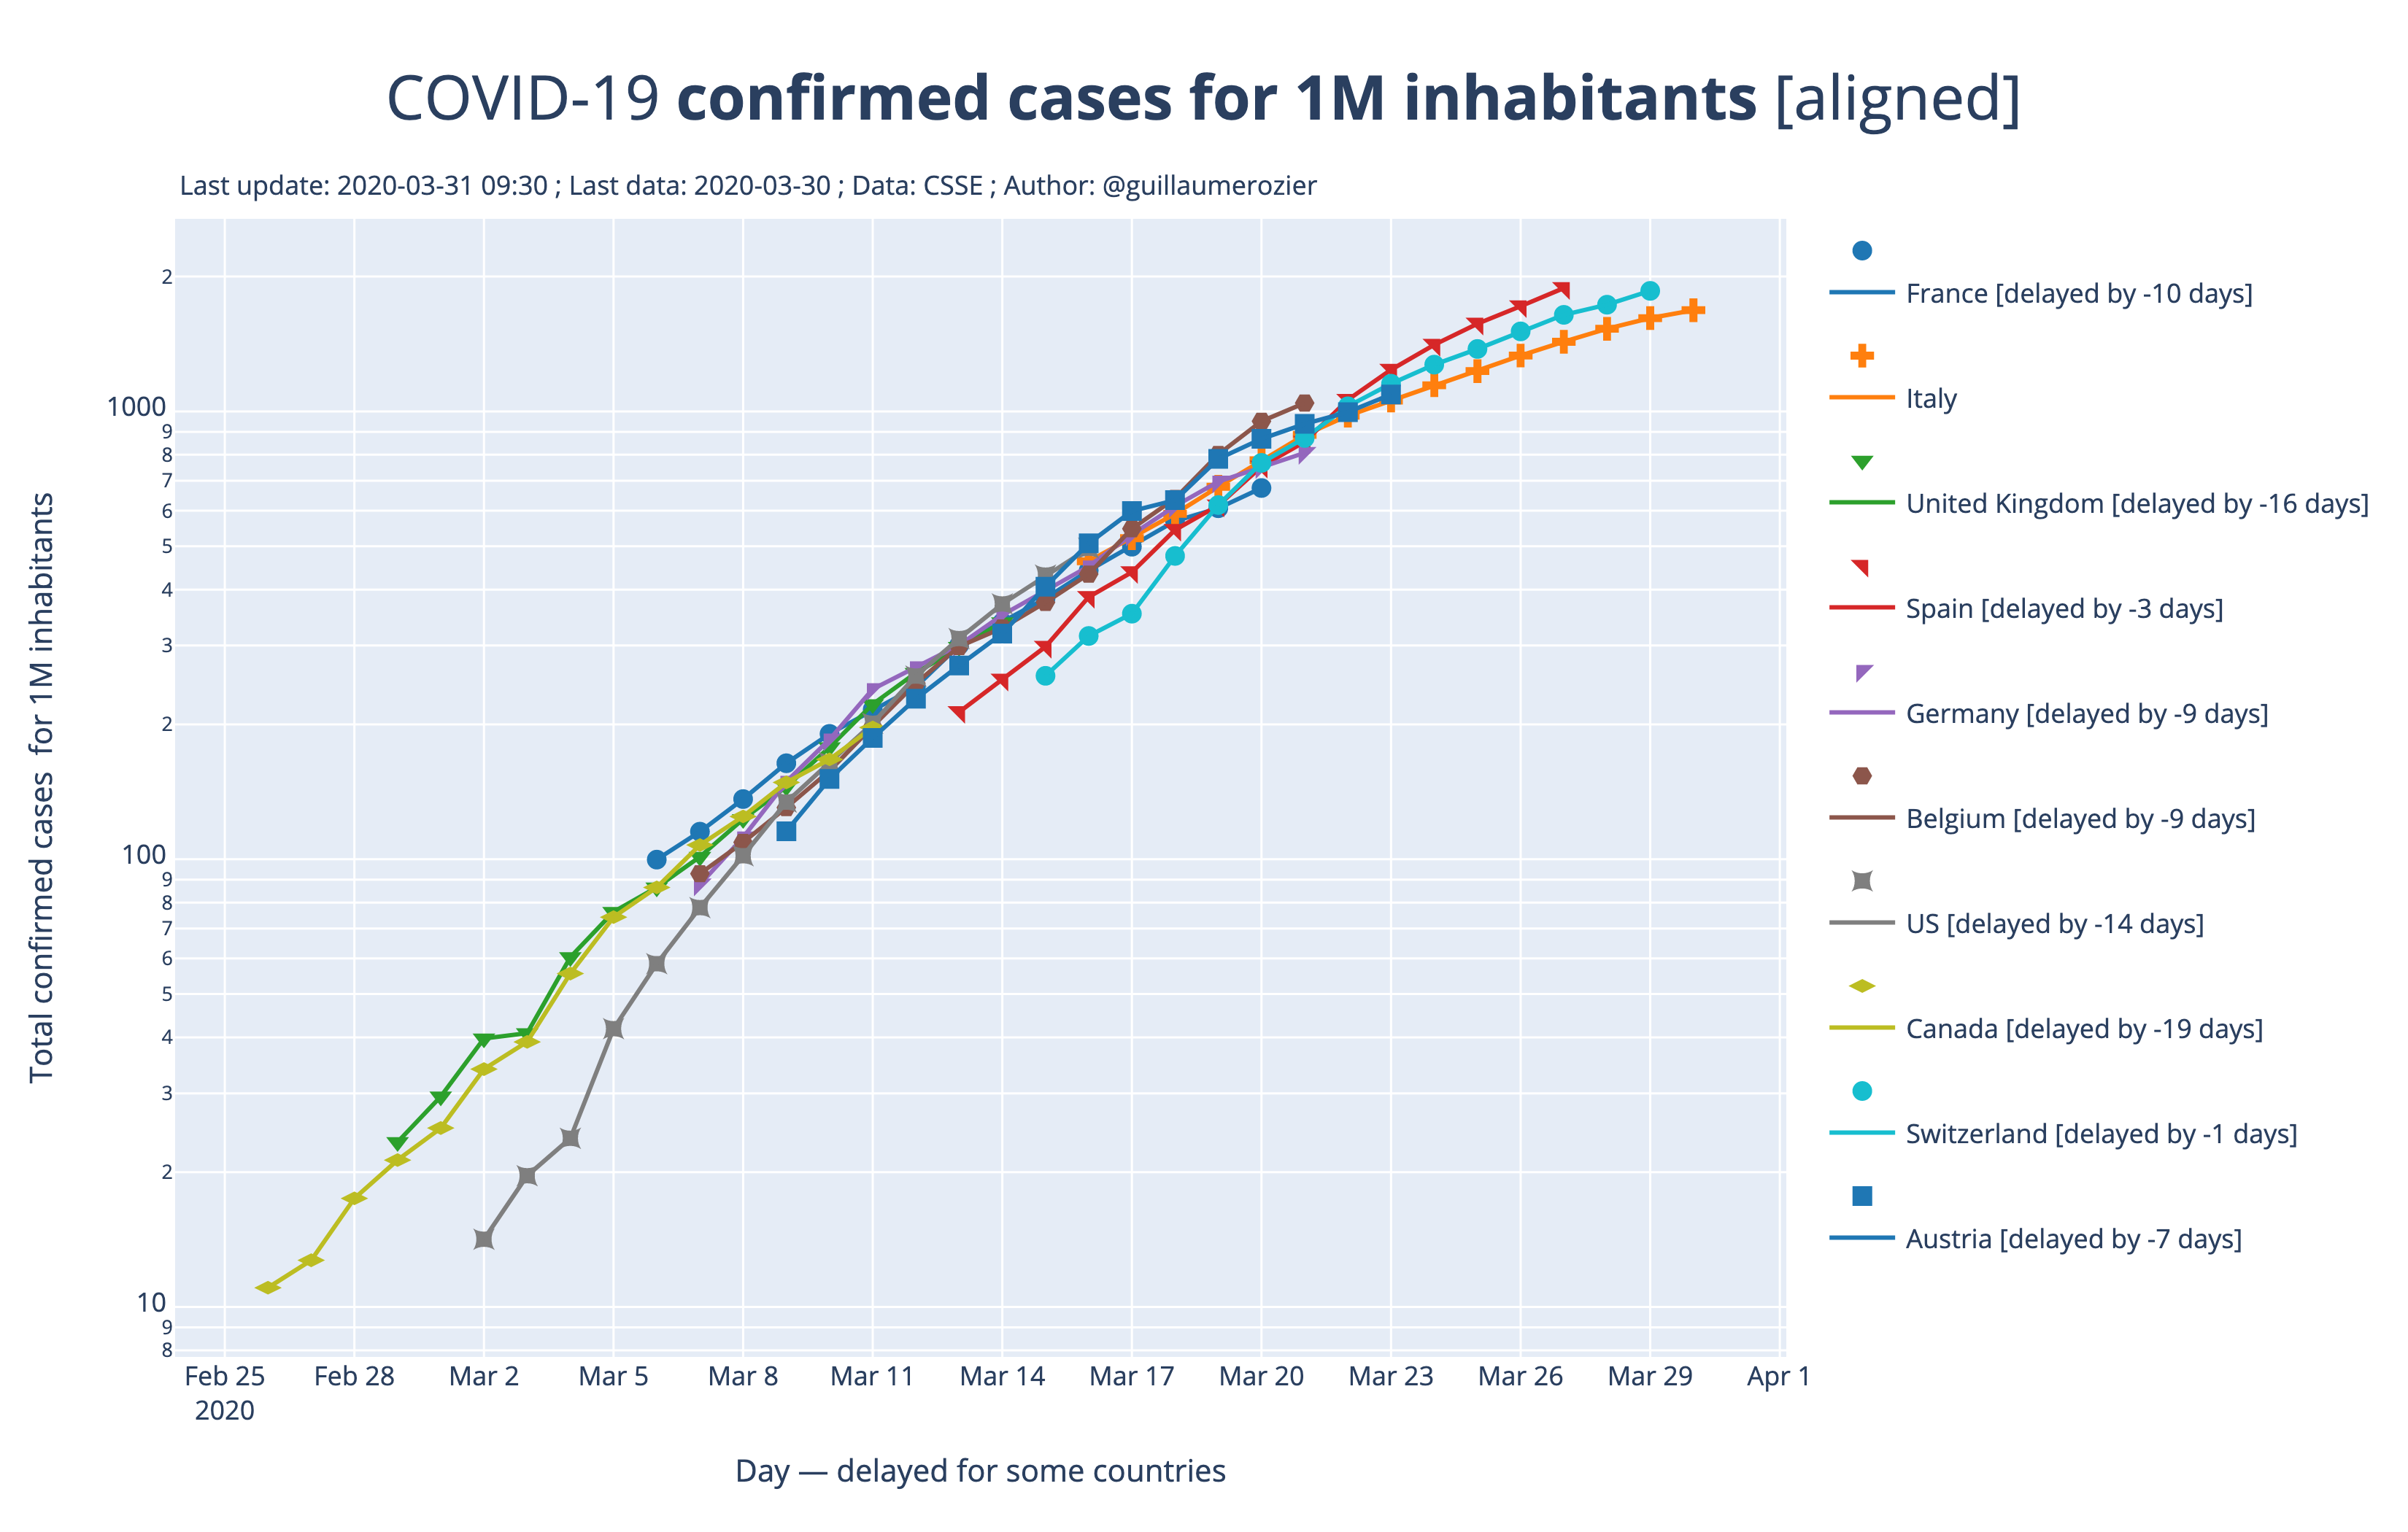 COVID-19 confirmed cases for 1M inhabitants [aligned]
Last update: 2020-03-31 09:30 ; Last data: 2020-03-30 ; Data: CSSE ; Author: @guillaumerozier
Total confirmed cases for 1M inhabitants
2
1000
9
8
7
6
5
4
3
2
100
9
8
7
6
5
4
3
2
10
9
8
Feb 25 Feb 28 Mar 2 Mar 5 Mar 8 Mar 11 Mar 14 Mar 17 Mar 20 Mar 23 Mar 26 Mar 29 Apr 1
2020
Day — delayed for some countries
France [delayed by -10 days]
Italy
United Kingdom [delayed by -16 days]
Spain [delayed by -3 days]
Germany [delayed by -9 days]
Belgium [delayed by -9 days]
US [delayed by -14 days]
Canada [delayed by -19 days]
Switzerland [delayed by -1 days]
Austria [delayed by -7 days]